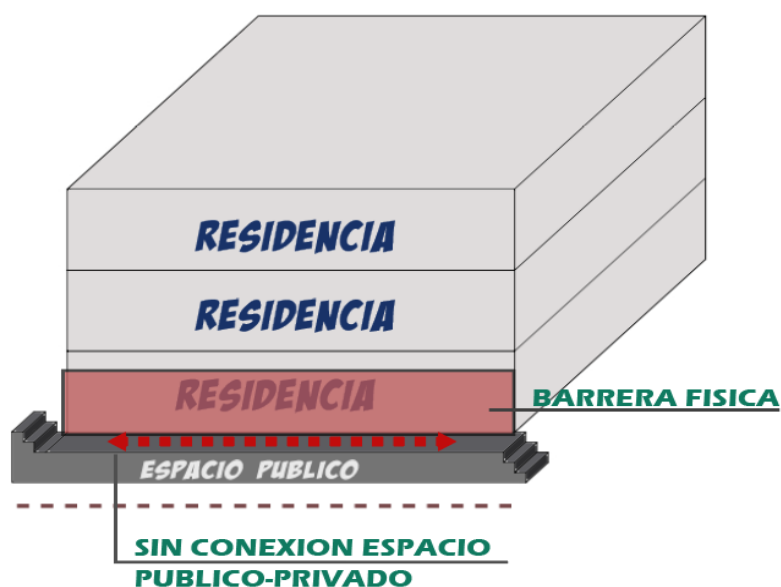 RESIDENCIA
RESIDENCIA
RESIDENCIA
BARRERA FISICA
ESPACIO PUBLICO
SIN CONEXION ESPACIO
PUBLICO-PRIVADO